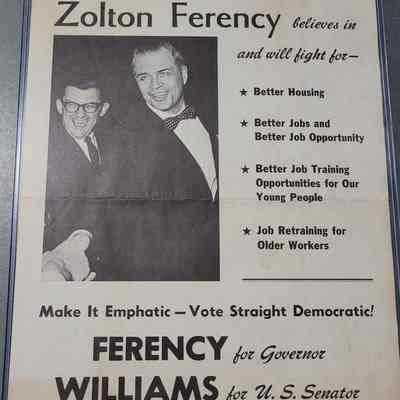 Zolton Ferency believes in
and will fight for—
★ Better Housing
★ Better Jobs and
Better Job Opportunity
★ Better Job Training
Opportunities for Our
Young People
★ Job Retraining for
Older Workers
Make It Emphatic — Vote Straight Democratic!
FERENCY for Governor
WILLIAMS for U. S. Senator